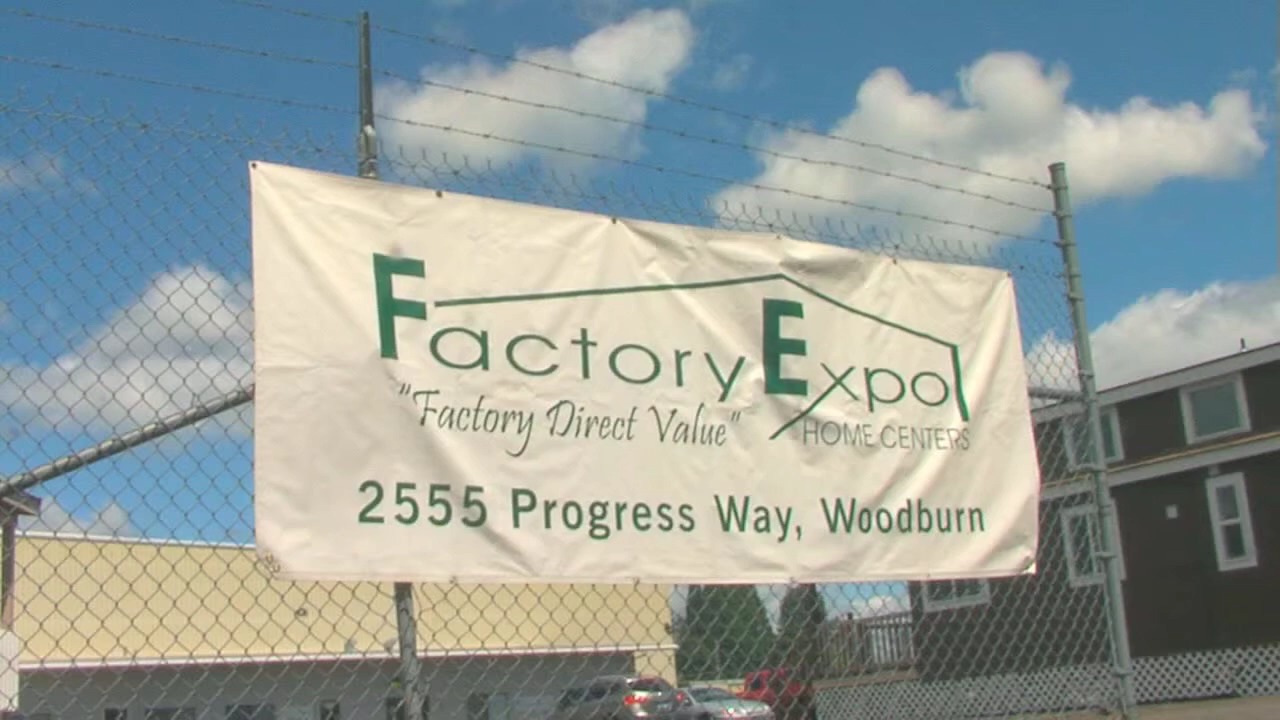 Factory Expo
"Factory Direct Value"
HOME CENTERS
2555 Progress Way, Woodburn